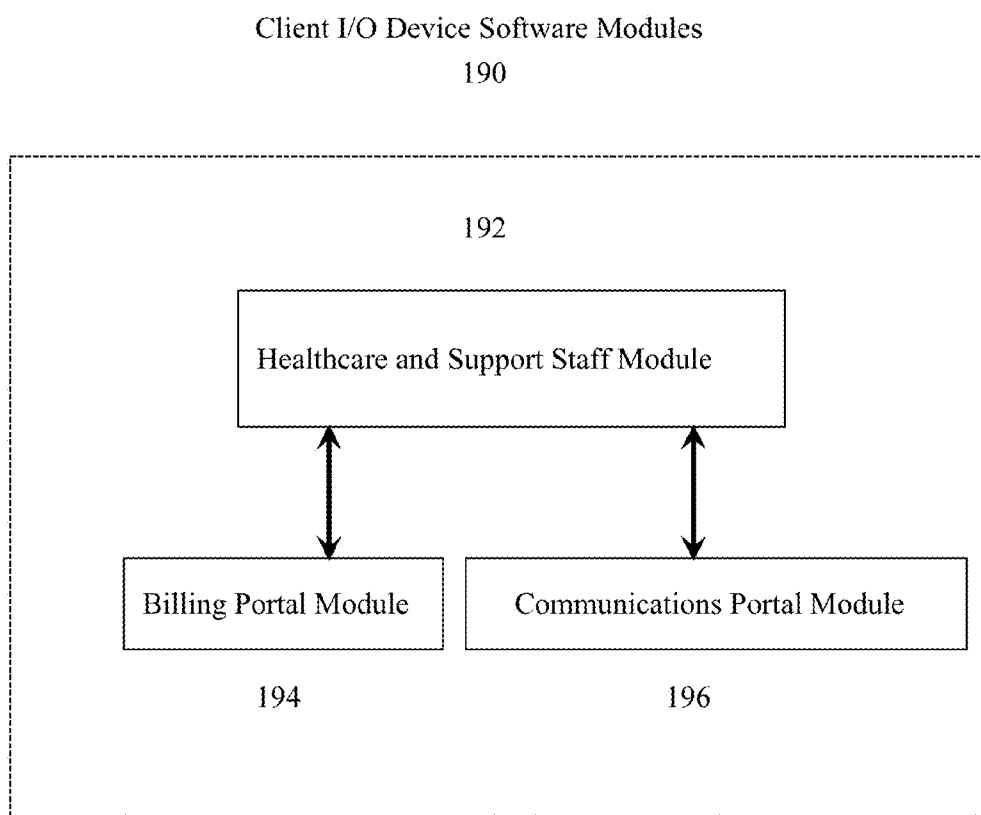 Client I/O Device Software Modules
190
192
Healthcare and Support Staff Module
Billing Portal Module
Communications Portal Module
194
196